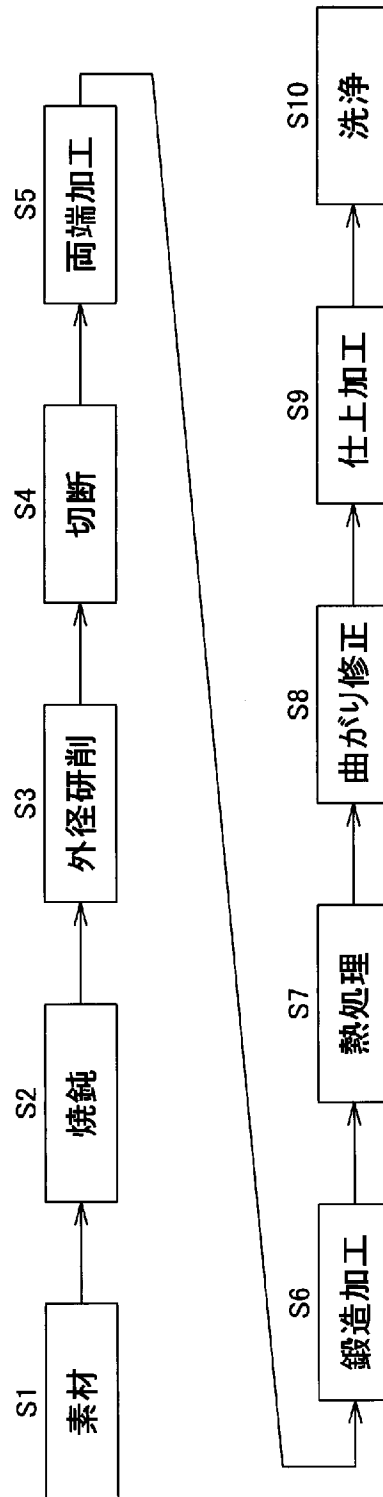 S1
素材
S2
焼鈍
S3
外径研削
S4
切断
S5
両端加工
S6
鍛造加工
S7
熱処理
S8
曲がり修正
S9
仕上加工
S10
洗浄